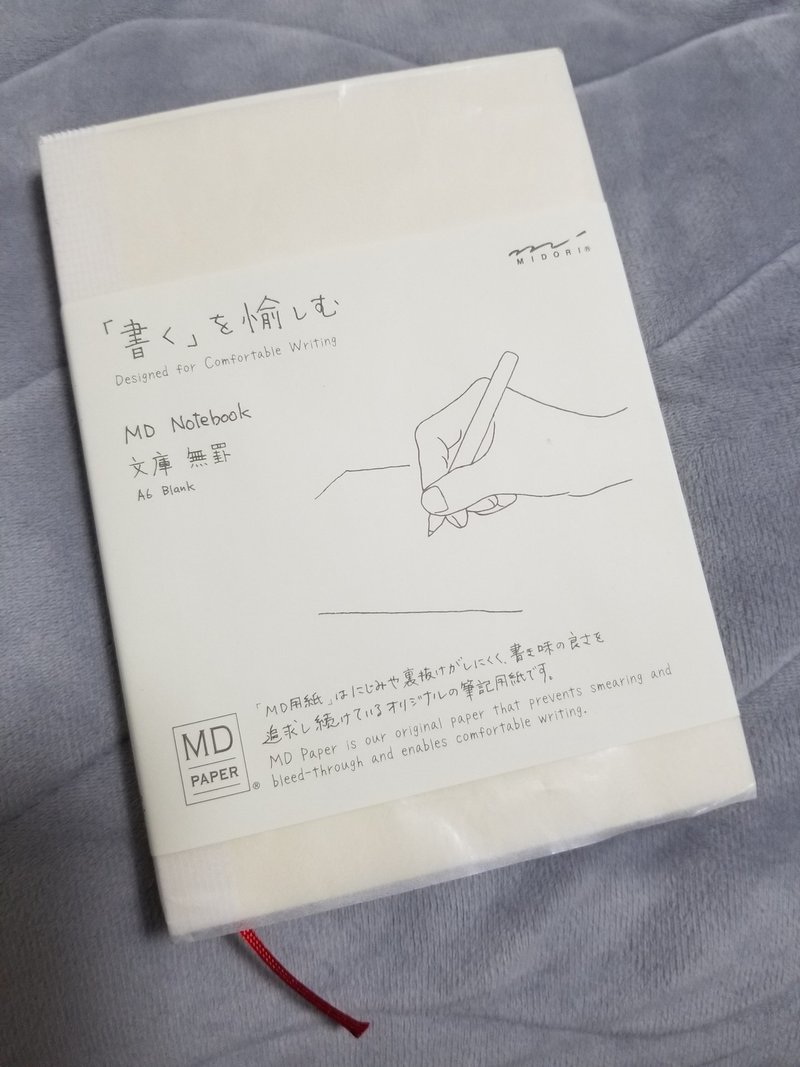 MIDORI®
「書く」を愉しむ
Designed for Comfortable Writing
MD Notebook
文庫 無罫
A6 Blank
「MD用紙」はにじみや裏抜けがしにくく、書き味の良さを
追求し続けているオリジナルの筆記用紙です。
MD Paper is our original paper that prevents smearing and
bleed-through and enables comfortable writing.
MD
PAPER®